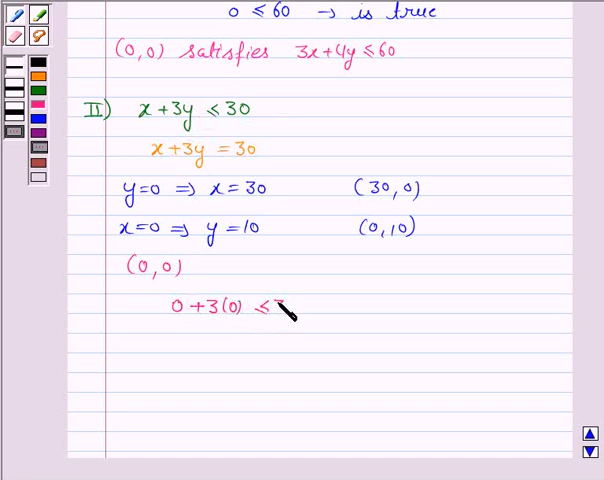 0 ≤ 60 → is true
(0,0) satisfies 3x+4y ≤ 60
II) x + 3y ≤ 30
x + 3y = 30
y=0 ⇒ x = 30 (30,0)
x=0 ⇒ y = 10 (0,10)
(0,0)
0 + 3(0) ≤